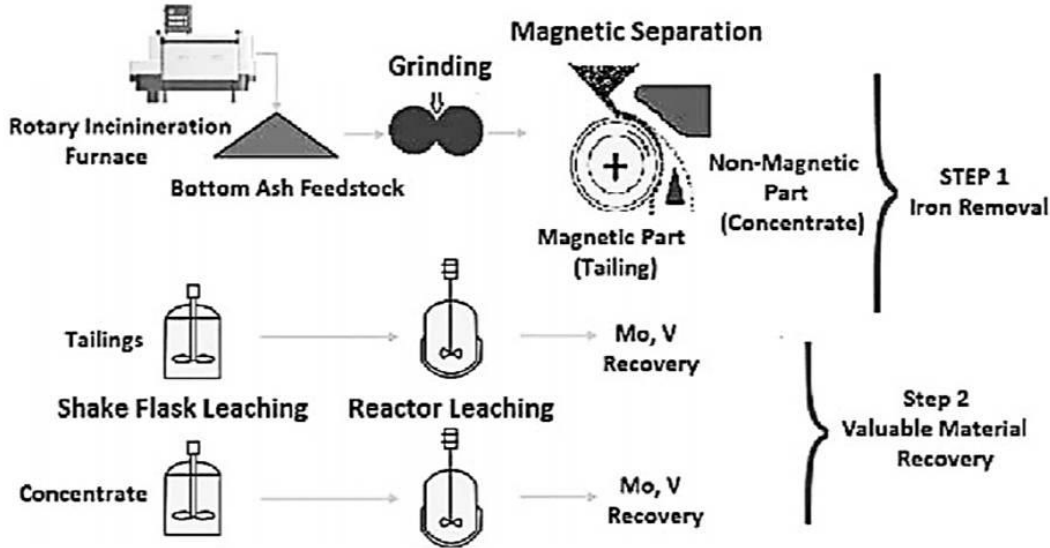 Magnetic Separation
Grinding
Rotary Incinineration
Furnace
Bottom Ash Feedstock
Non-Magnetic
Part
(Concentrate)
Magnetic Part
(Tailing)
STEP 1
Iron Removal
Tailings
Mo, V
Recovery
Shake Flask Leaching
Reactor Leaching
Step 2
Valuable Material
Recovery
Concentrate
Mo, V
Recovery